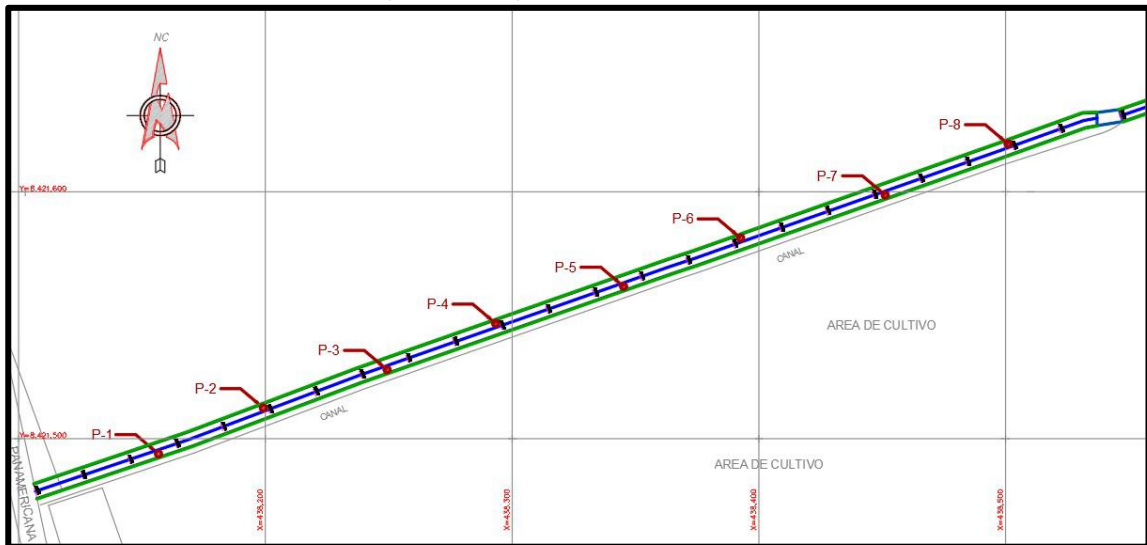 NC
P-8
P-7
Y=8,421,600
P-6
CANAL
P-5
P-4
AREA DE CULTIVO
P-3
P-2
CANAL
P-1
Y=8,421,500
AREA DE CULTIVO
PANAMERICANA
X=438,200
X=438,300
X=438,400
X=438,500